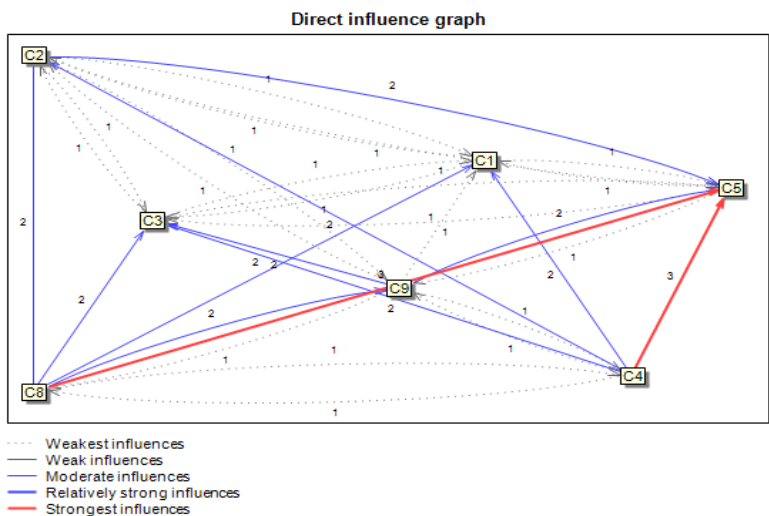 Direct influence graph
C2
1
2
1
1
1
1
1
1
C1
1
1
C5
1
1
1
2
C3
2
2
1
1
1
2
2
3
2
3
C9
2
2
2
1
1
1
1
C4
C8
1
Weakest influences
Weak influences
Moderate influences
Relatively strong influences
Strongest influences